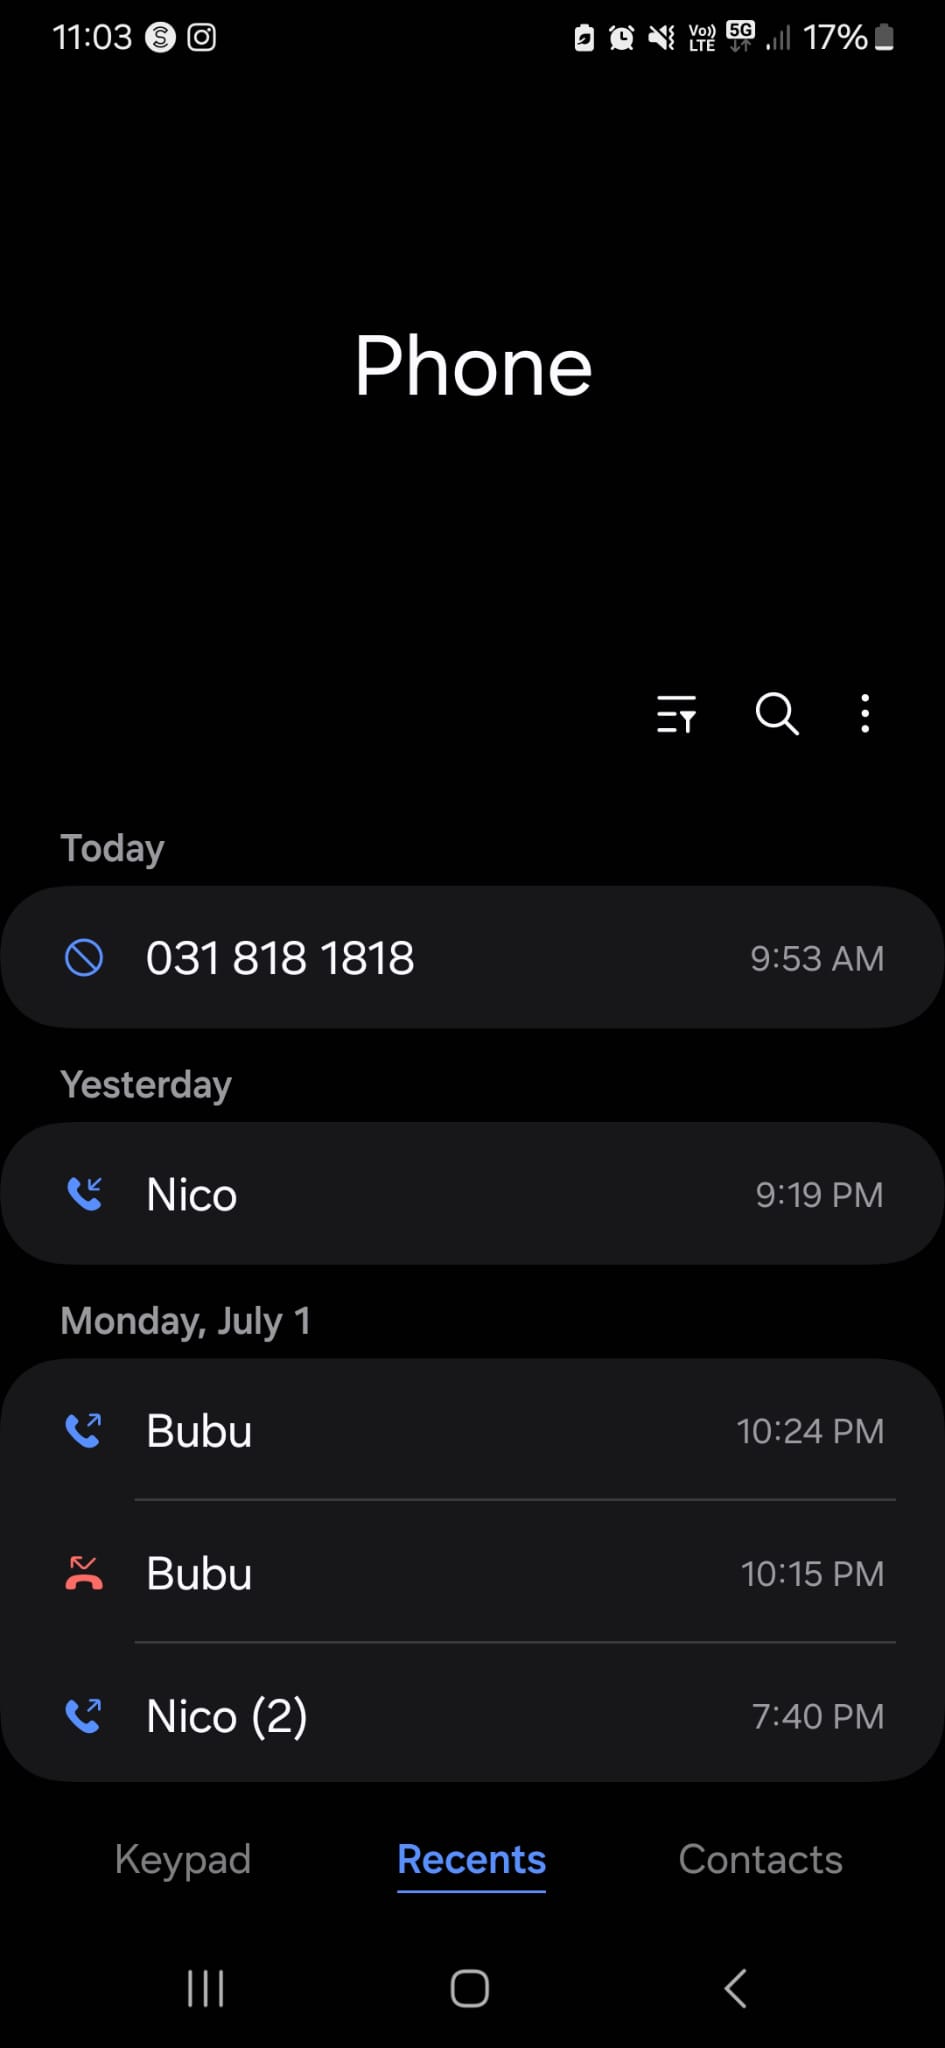 11:03 Vo)) LTE 5G 17%
Phone
Today
031 818 1818 9:53 AM
Yesterday
Nico 9:19 PM
Monday, July 1
Bubu 10:24 PM
Bubu 10:15 PM
Nico (2) 7:40 PM
Keypad Recents Contacts